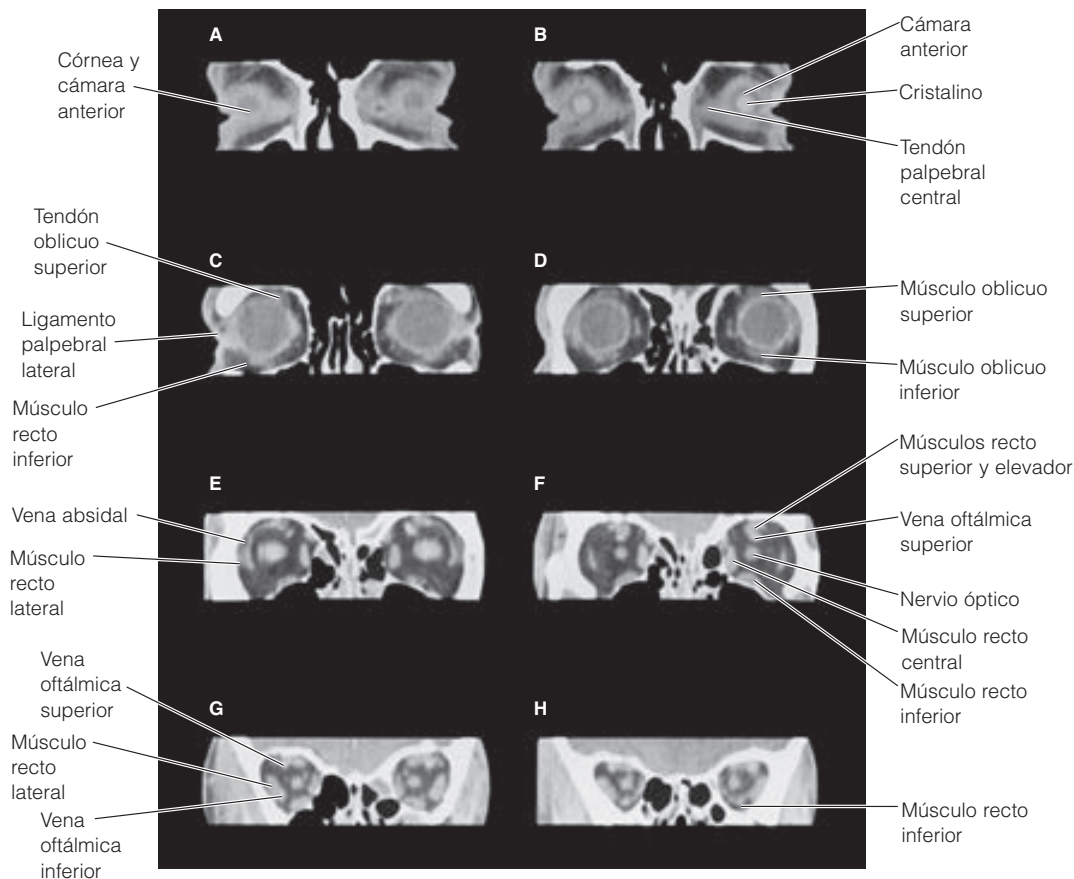 A
B
Córnea y
cámara
anterior
Cámara
anterior
Cristalino
Tendón
palpebral
central
Tendón
oblicuo
superior
Ligamento
palpebral
lateral
Músculo
recto
inferior
C
D
Músculo oblicuo
superior
Músculo oblicuo
inferior
E
F
Vena absidal
Músculo
recto
lateral
Músculos recto
superior y elevador
Vena oftálmica
superior
Nervio óptico
Músculo recto
central
Músculo recto
inferior
Vena
oftálmica
superior
Músculo
recto
lateral
Vena
oftálmica
inferior
G
H
Músculo recto
inferior